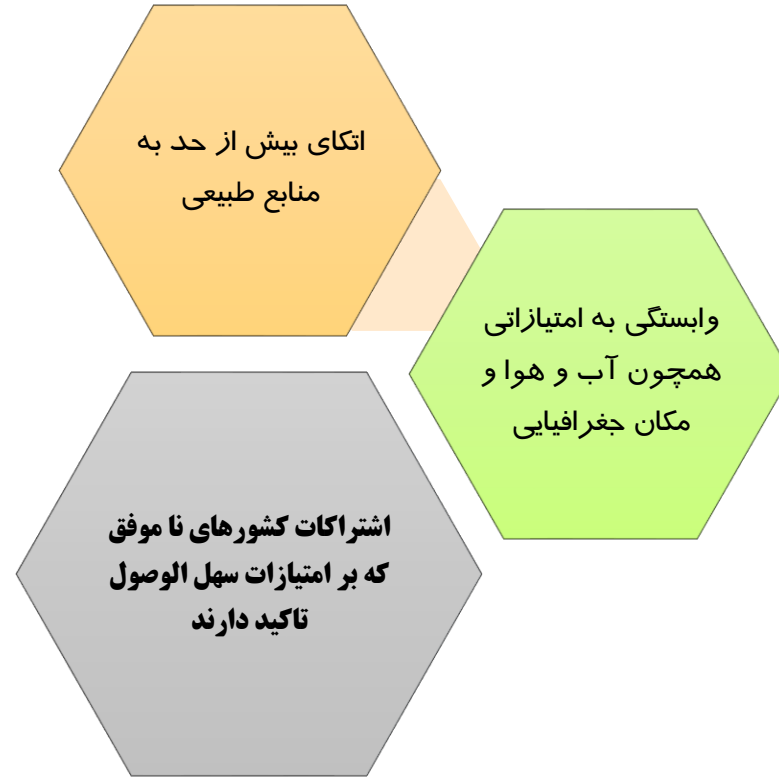 اتکای بیش از حد به
منابع طبیعی
وابستگی به امتیازاتی
همچون آب و هوا و
مکان جغرافیایی
اشتراکات کشورهای نا موفق
که بر امتیازات سهل الوصول
تاکید دارند